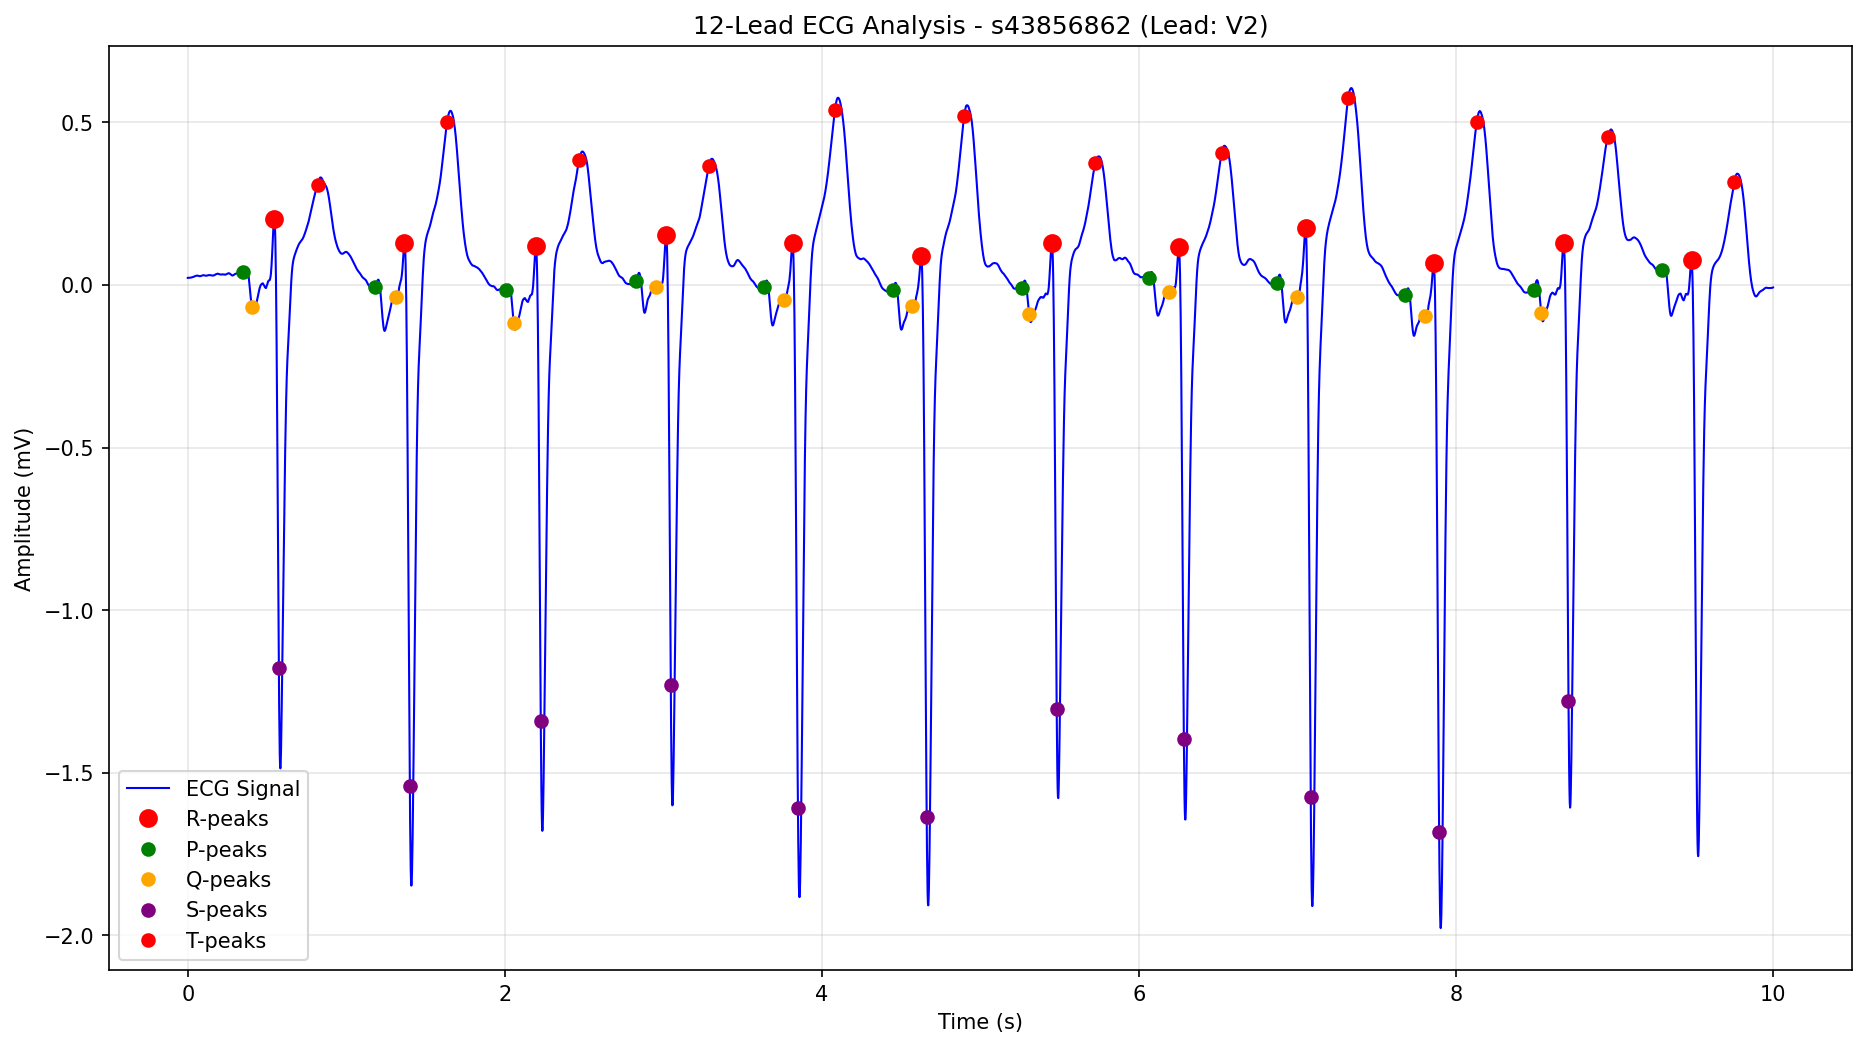 12-Lead ECG Analysis - s43856862 (Lead: V2)
Amplitude (mV)
0.5
0.0
−0.5
−1.0
−1.5
−2.0
ECG Signal
R-peaks
P-peaks
Q-peaks
S-peaks
T-peaks
0 2 4 6 8 10
Time (s)